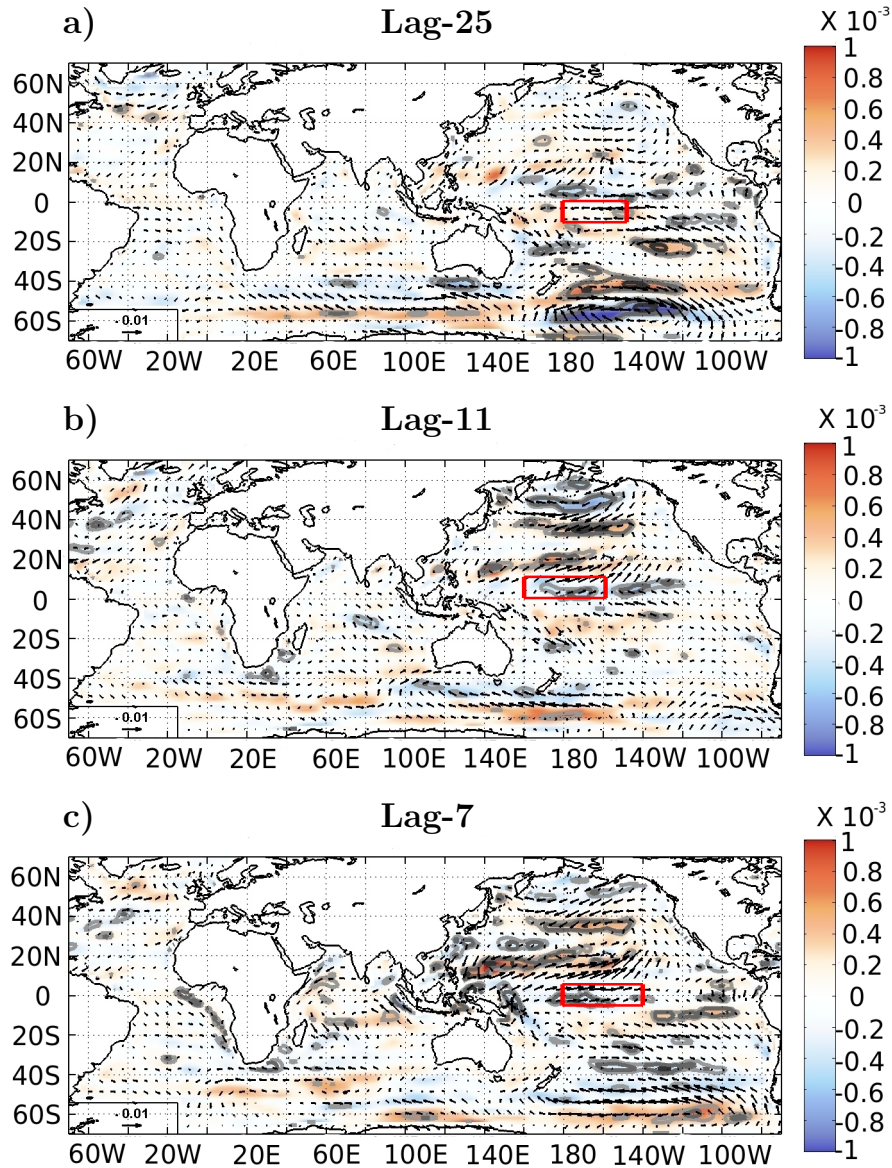 a) Lag-25 X 10-3
1
60N 0.8
40N 0.6
20N 0.4
0.2
0 0
20S -0.2
-0.4
40S -0.6
60S 0.01 -0.8
-1
60W 20W 20E 60E 100E 140E 180 140W 100W
b) Lag-11 X 10-3
1
60N 0.8
40N 0.6
20N 0.4
0.2
0 0
20S -0.2
-0.4
40S -0.6
60S 0.01 -0.8
-1
60W 20W 20E 60E 100E 140E 180 140W 100W
c) Lag-7 X 10-3
1
60N 0.8
40N 0.6
20N 0.4
0.2
0 0
20S -0.2
-0.4
40S -0.6
60S 0.01 -0.8
-1
60W 20W 20E 60E 100E 140E 180 140W 100W